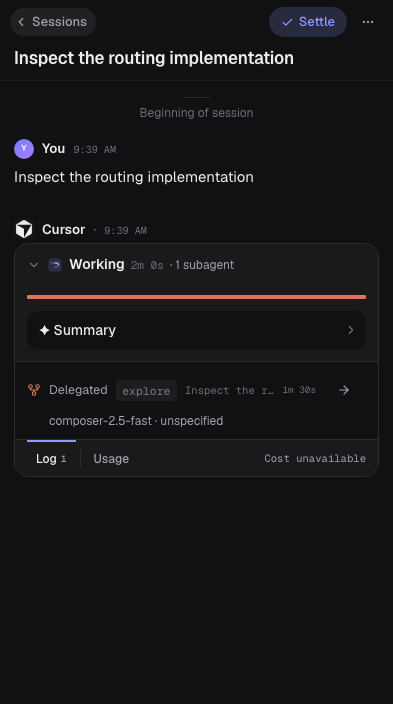 Sessions
Settle
Inspect the routing implementation
Beginning of session
Y You 9:39 AM
Inspect the routing implementation
Cursor · 9:39 AM
Working 2m 0s · 1 subagent
Summary
Delegated explore Inspect the r… 1m 30s
composer-2.5-fast · unspecified
Log 1 Usage Cost unavailable